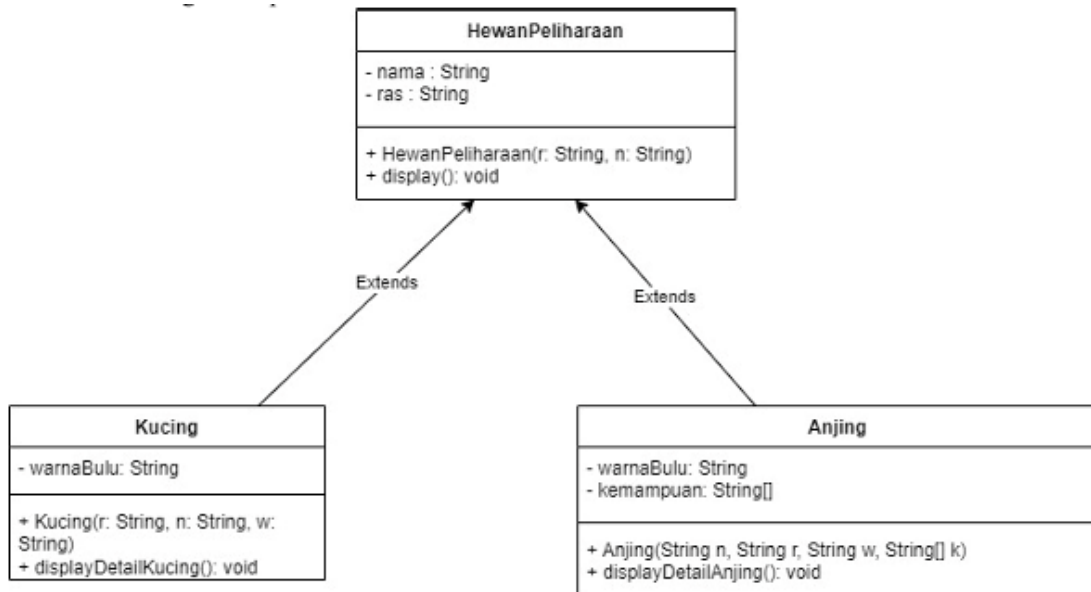 HewanPeliharaan
- nama : String
- ras : String
+ HewanPeliharaan(r: String, n: String)
+ display(): void
Extends
Extends
Kucing
- warnaBulu: String
+ Kucing(r: String, n: String, w:
String)
+ displayDetailKucing(): void
Anjing
- warnaBulu: String
- kemampuan: String[]
+ Anjing(String n, String r, String w, String[] k)
+ displayDetailAnjing(): void